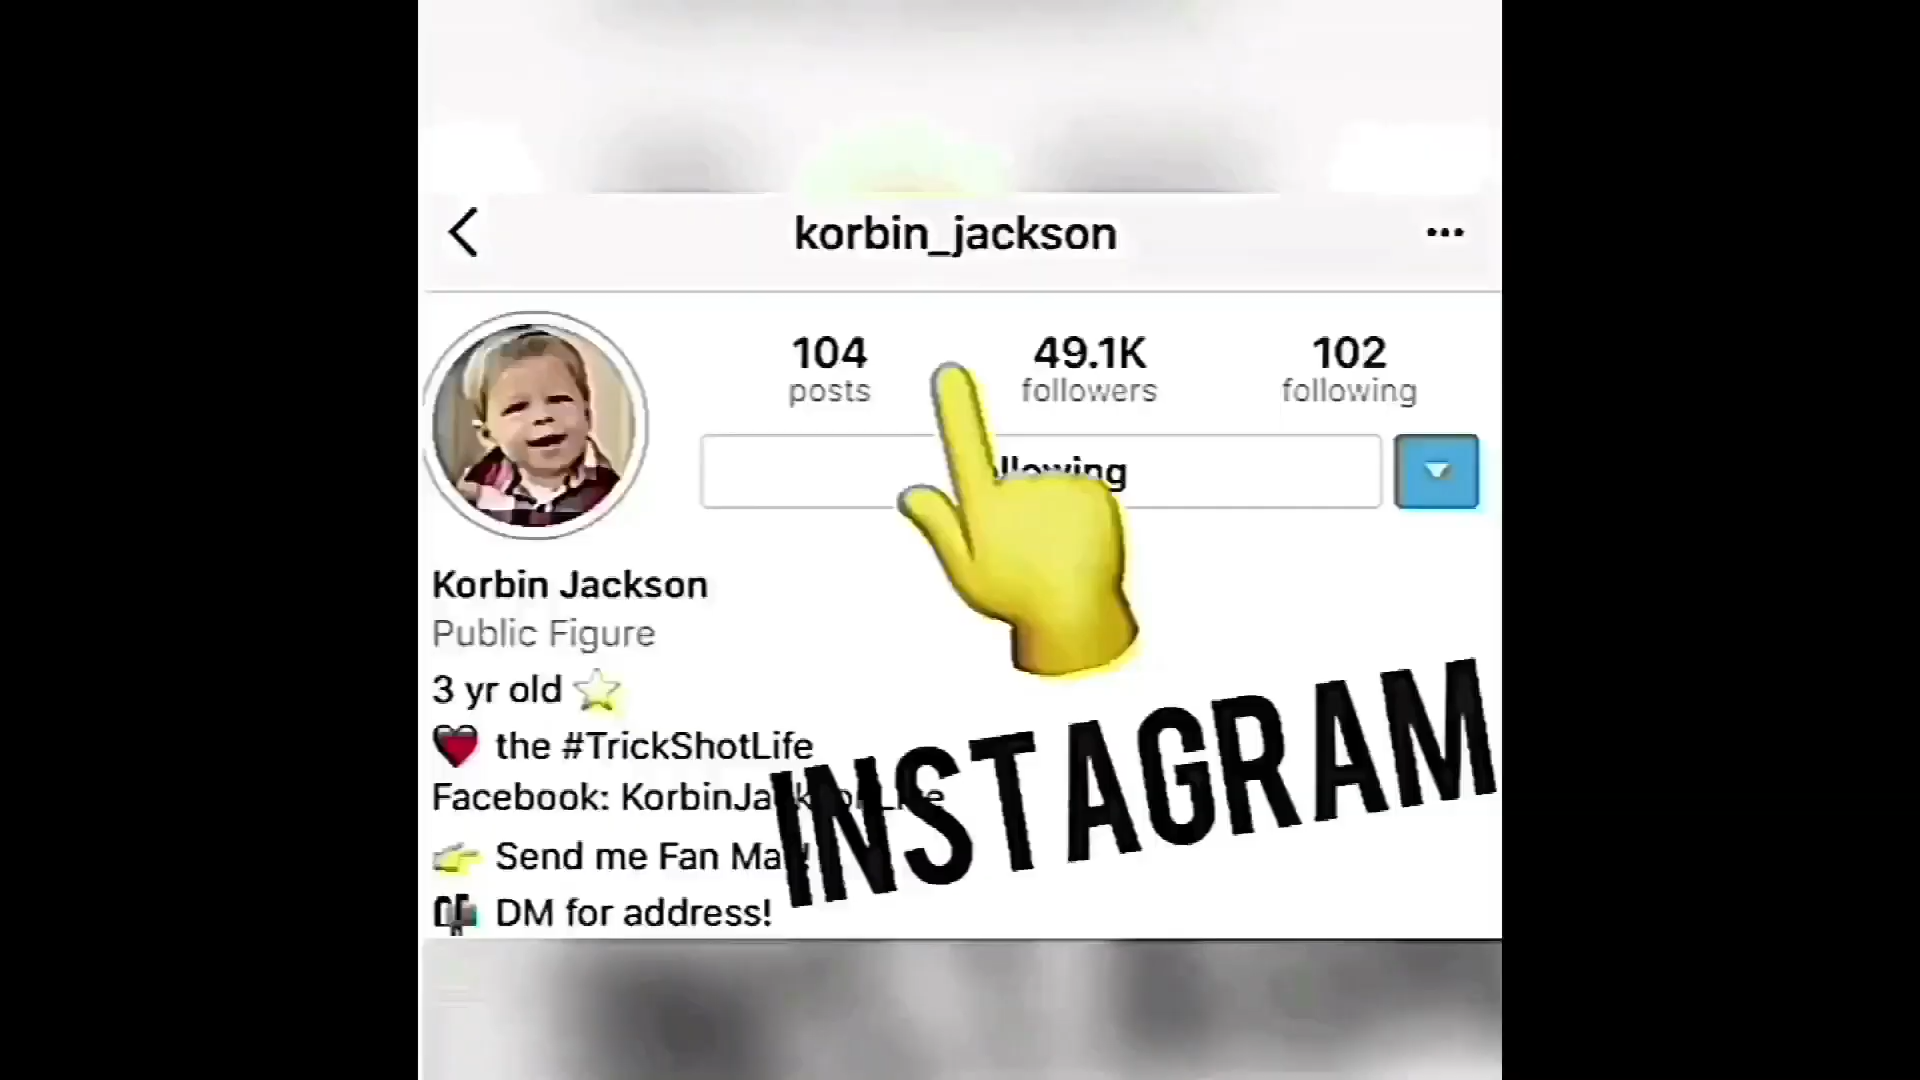 korbin_jackson
104 49.1K 102
posts followers following
Korbin Jackson
Public Figure
3 yr old
the #TrickShotLife
Facebook:
Send me Fan
DM for address!
INSTAGRAM